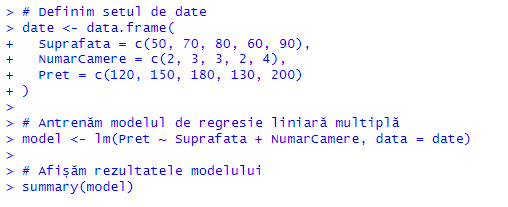 > # Definim setul de date
> date <- data.frame(
+   Suprafata = c(50, 70, 80, 60, 90),
+   NumarCamere = c(2, 3, 3, 2, 4),
+   Pret = c(120, 150, 180, 130, 200)
+ )
>
> # Antrenăm modelul de regresie liniară multiplă
> model <- lm(Pret ~ Suprafata + NumarCamere, data = date)
>
> # Afișăm rezultatele modelului
> summary(model)